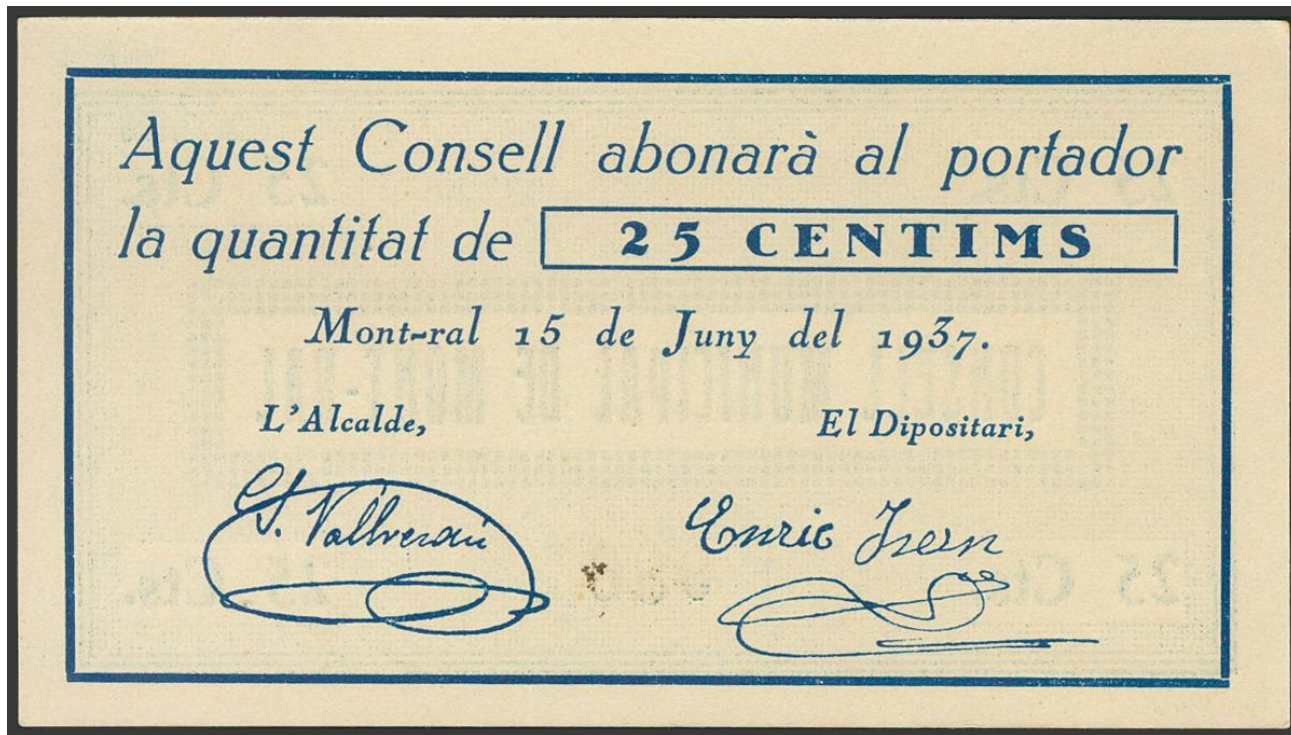 Aquest Consell abonarà al portador
la quantitat de 25 CENTIMS
Mont-ral 15 de Juny del 1937.
L'Alcalde, El Dipositari,
Enric Isern